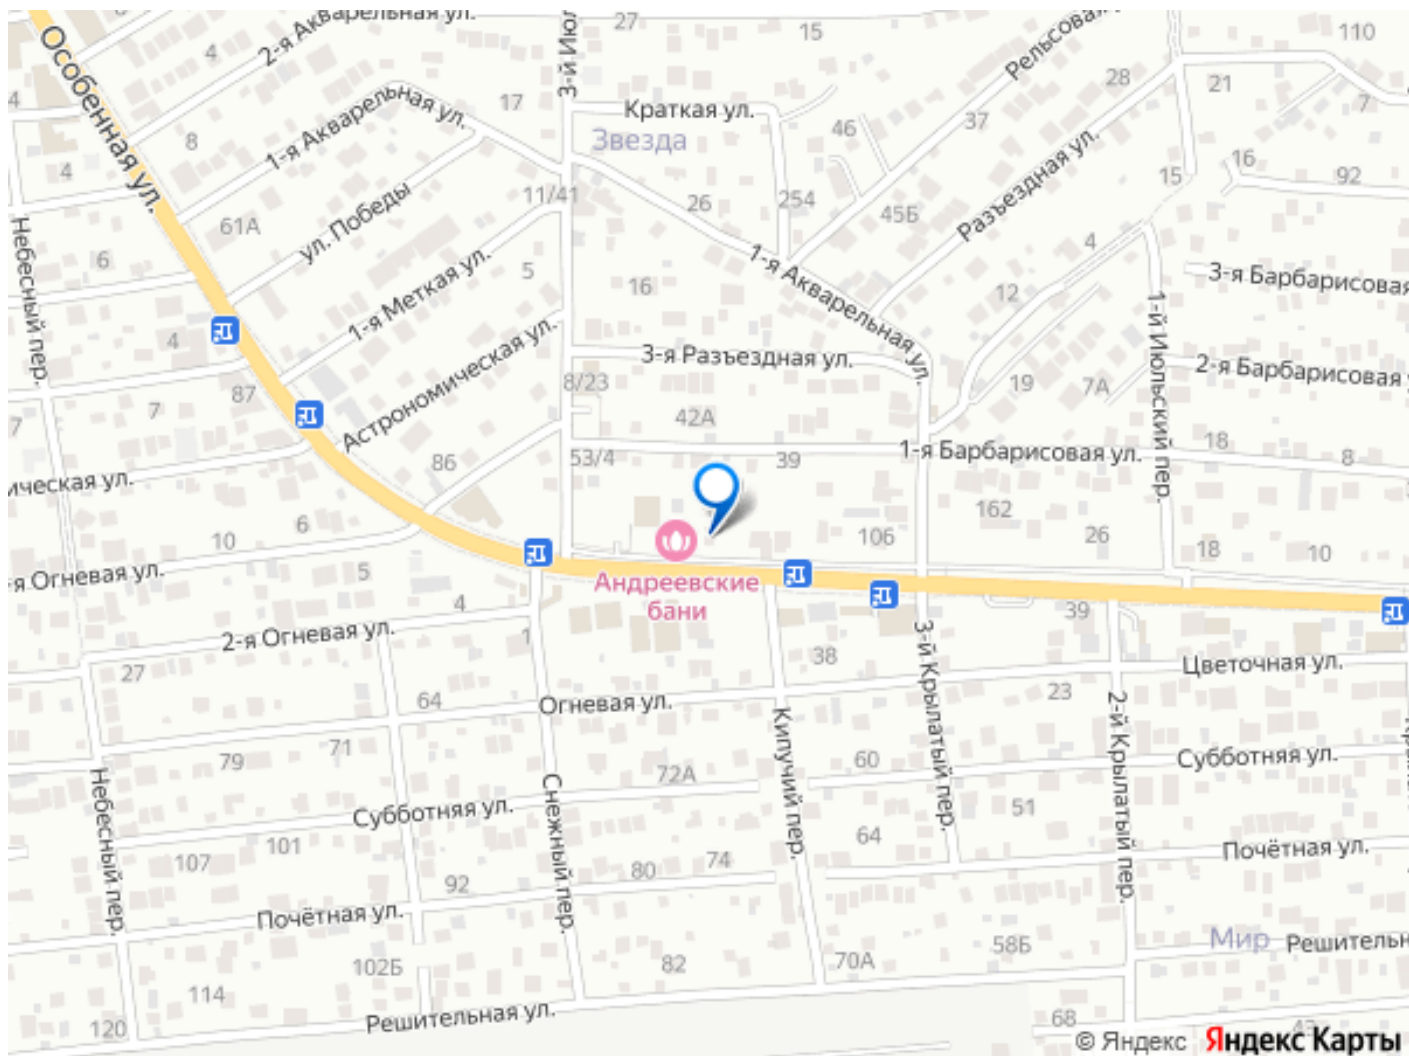 27
15
110
2-я Акварельная ул.
3-й Июл
Рельсовая
4
28
21
Особенная ул.
17
Краткая ул.
7
1-я Акварельная ул.
Звезда
46
37
Разъездная ул.
8
4
11/41
26
254
45Б
15
16
92
61А
ул. Победы
Небесный пер.
6
5
1-я Меткая ул.
16
1-я Акварельная ул.
12
4
3-я Барбарисовая
4
Астрономическая ул.
3-я Разъездная ул.
1-й Июльский пер.
87
7
8/23
19
7А
2-я Барбарисовая
7
42А
86
53/4
39
1-я Барбарисовая ул.
18
8
ическая ул.
6
10
162
106
26
18
10
-я Огневая ул.
5
4
Андреевские
бани
39
2-я Огневая ул.
1
38
3-й Крылатый пер.
Цветочная ул.
27
64
Огневая ул.
23
2-й Крылатый пер.
79
71
Кипучий пер.
60
Субботняя ул.
Небесный пер.
72А
Снежный пер.
Субботняя ул.
51
107
101
64
Почётная ул.
92
80
74
Почётная ул.
58Б
Мир
Решительн
102Б
82
70А
114
Решительная ул.
120
68
43
© Яндекс Яндекс Карты